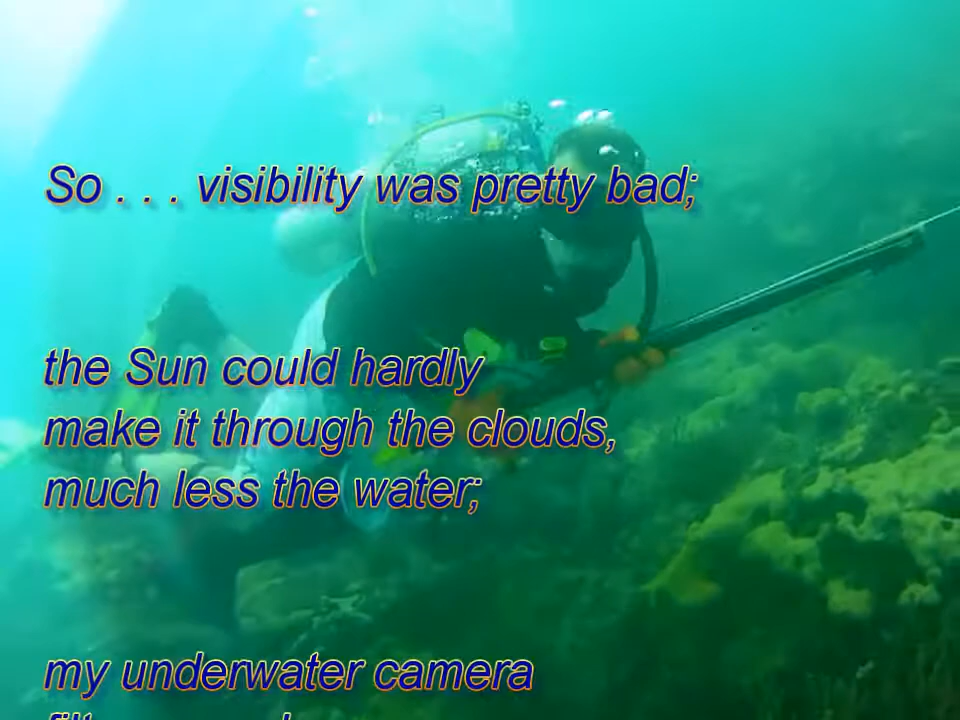 So . . . visibility was pretty bad;
the Sun could hardly
make it through the clouds,
much less the water;
my underwater camera